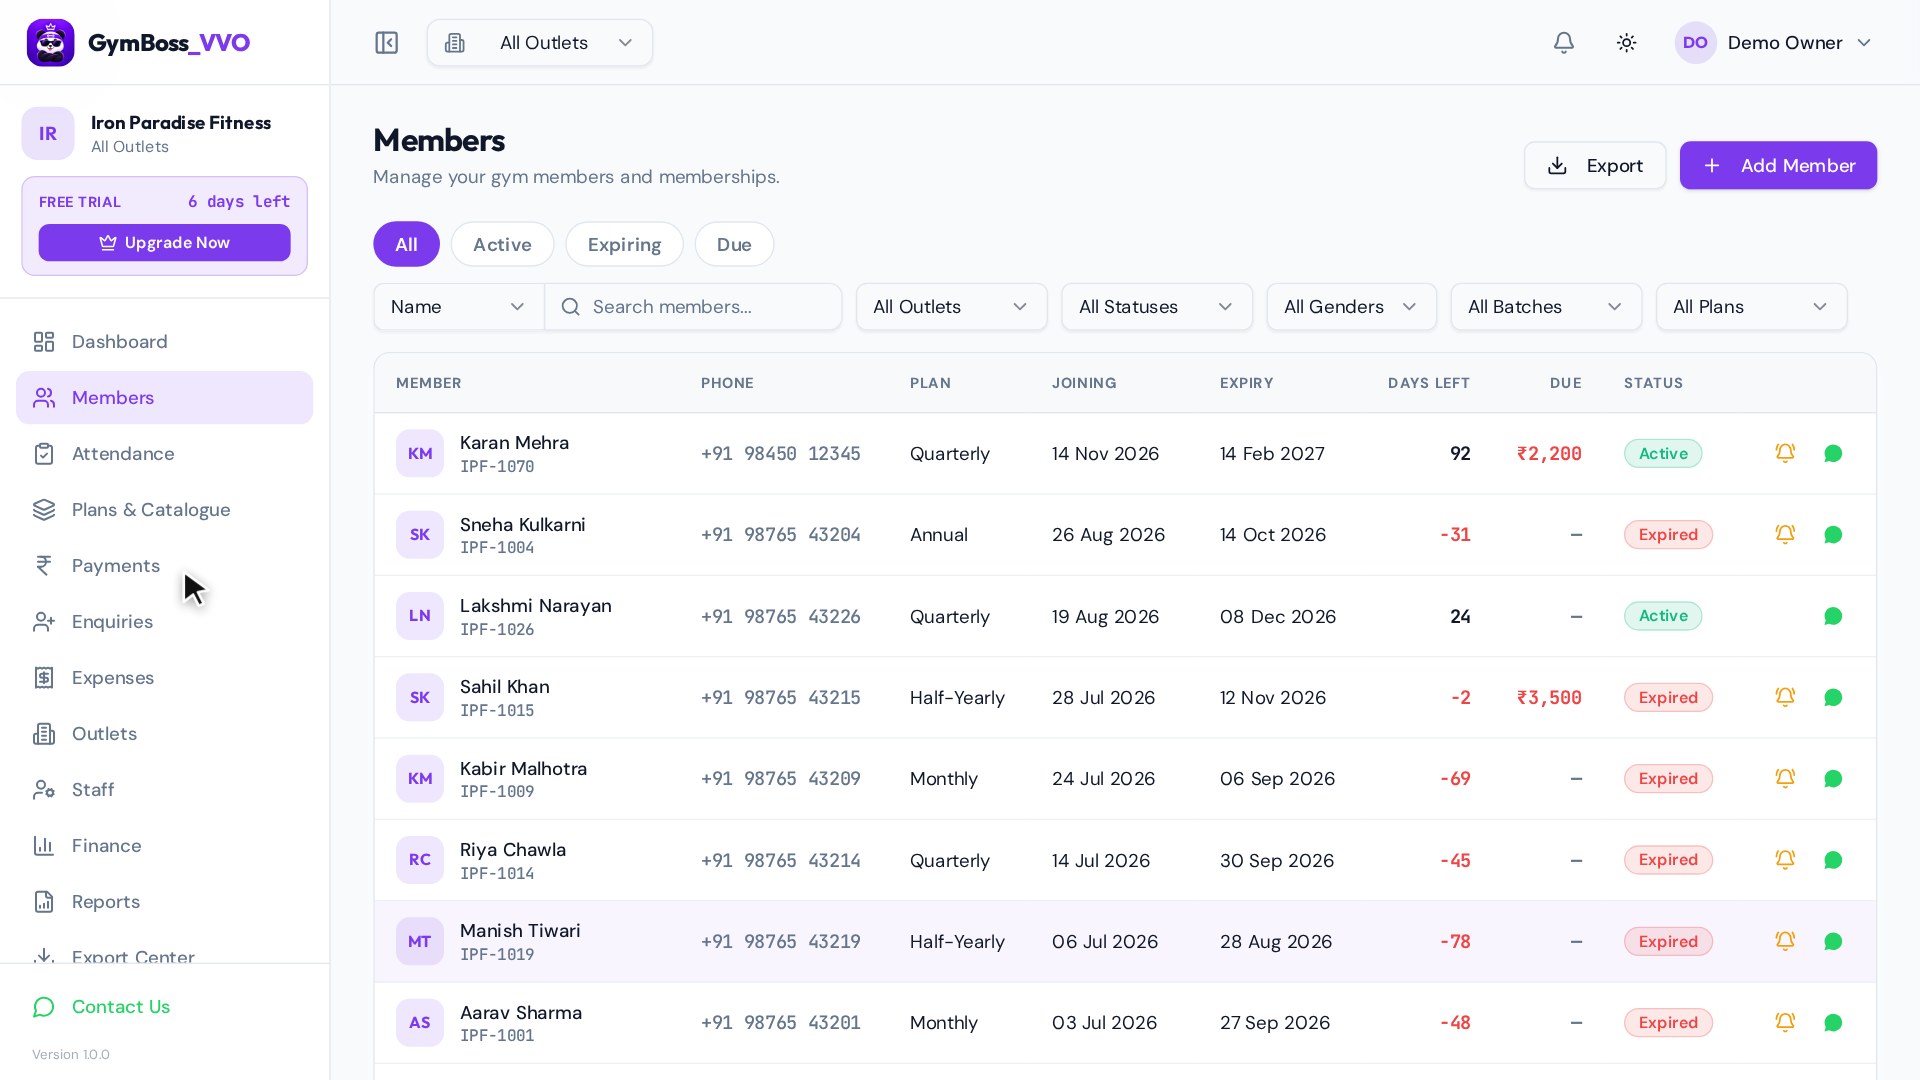 GymBoss_VVO
All Outlets
DO
Demo Owner
IR
Iron Paradise Fitness
All Outlets
FREE TRIAL
6 days left
Upgrade Now
Dashboard
Members
Attendance
Plans & Catalogue
Payments
Enquiries
Expenses
Outlets
Staff
Finance
Reports
Export Center
Contact Us
Version 1.0.0
Members
Manage your gym members and memberships.
Export
Add Member
All
Active
Expiring
Due
Name
Search members...
All Outlets
All Statuses
All Genders
All Batches
All Plans
MEMBER PHONE PLAN JOINING EXPIRY DAYS LEFT DUE STATUS
KM Karan Mehra +91 98450 12345 Quarterly 14 Nov 2026 14 Feb 2027 92 ₹2,200 Active
IPF-1070
SK Sneha Kulkarni +91 98765 43204 Annual 26 Aug 2026 14 Oct 2026 -31 – Expired
IPF-1004
LN Lakshmi Narayan +91 98765 43226 Quarterly 19 Aug 2026 08 Dec 2026 24 – Active
IPF-1026
SK Sahil Khan +91 98765 43215 Half-Yearly 28 Jul 2026 12 Nov 2026 -2 ₹3,500 Expired
IPF-1015
KM Kabir Malhotra +91 98765 43209 Monthly 24 Jul 2026 06 Sep 2026 -69 – Expired
IPF-1009
RC Riya Chawla +91 98765 43214 Quarterly 14 Jul 2026 30 Sep 2026 -45 – Expired
IPF-1014
MT Manish Tiwari +91 98765 43219 Half-Yearly 06 Jul 2026 28 Aug 2026 -78 – Expired
IPF-1019
AS Aarav Sharma +91 98765 43201 Monthly 03 Jul 2026 27 Sep 2026 -48 – Expired
IPF-1001